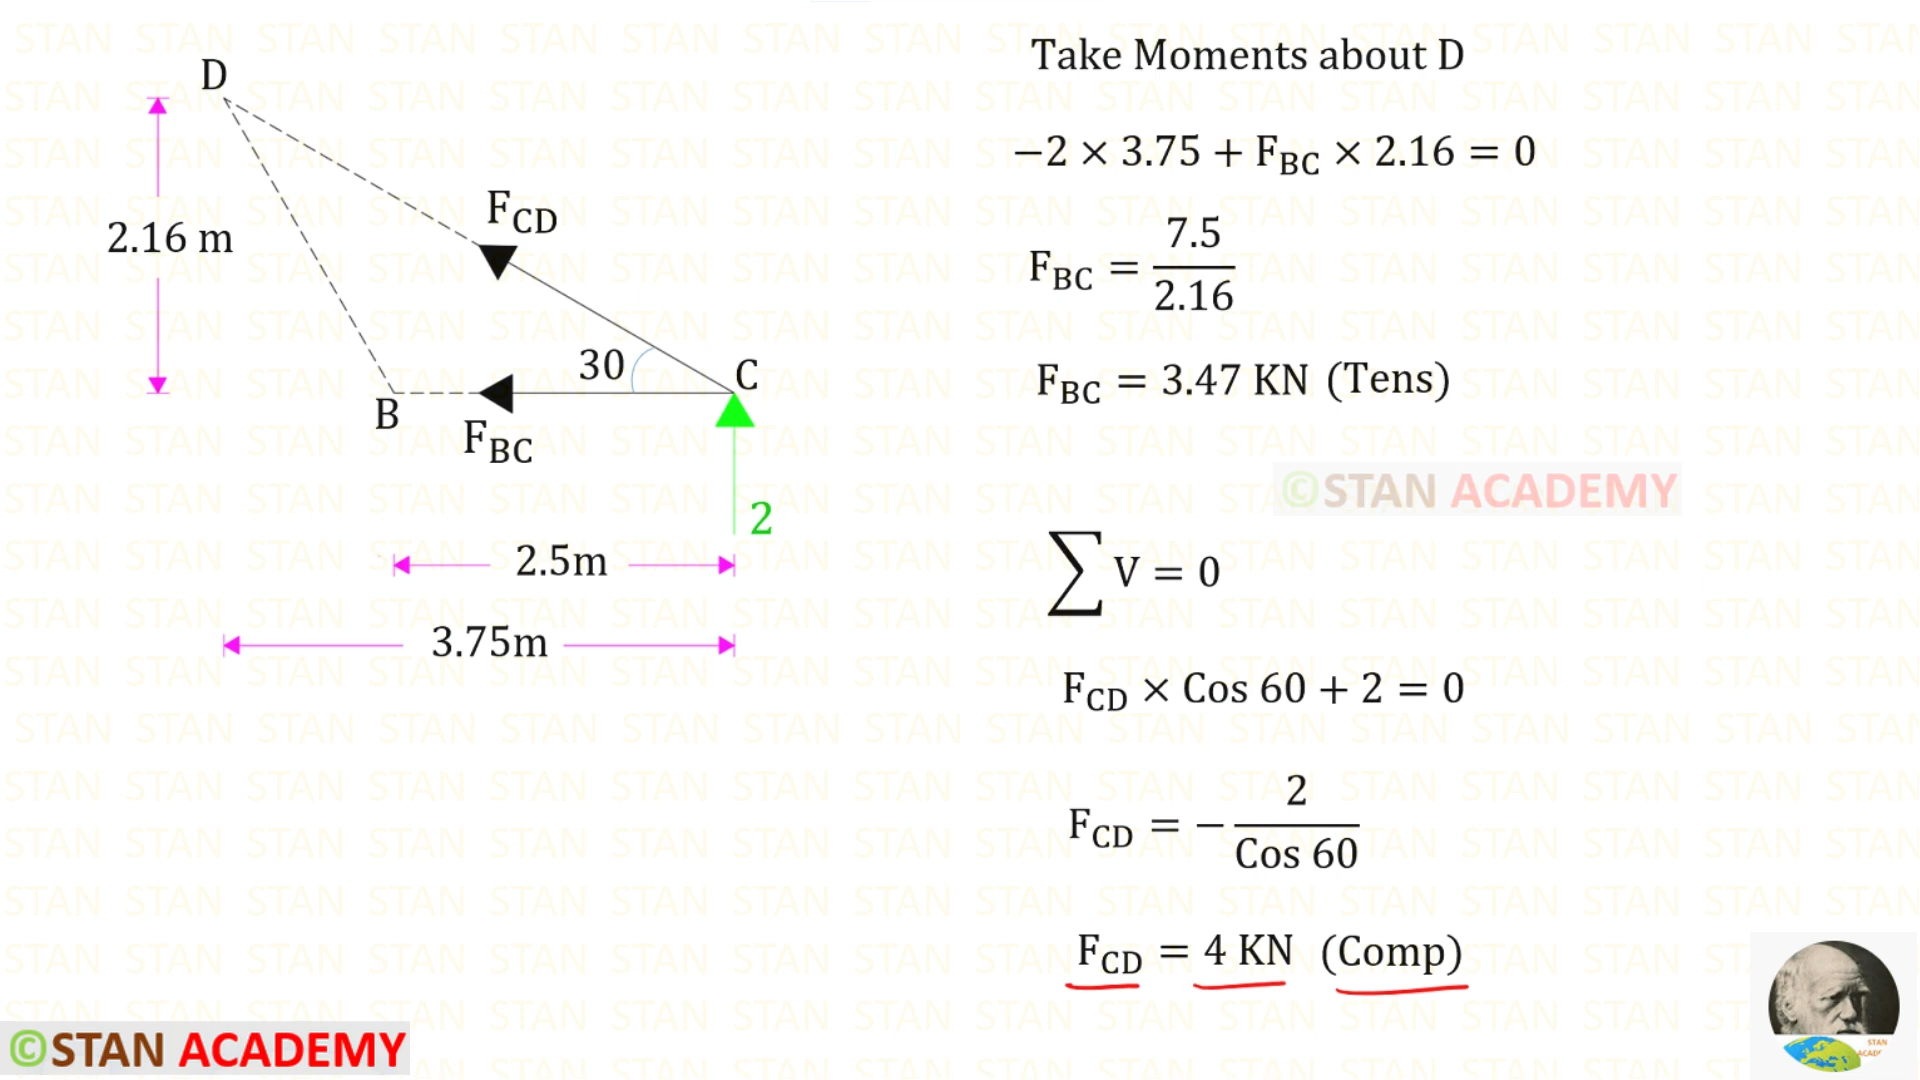 Take Moments about D
−2 × 3.75 + F_BC × 2.16 = 0
F_BC = 7.5 / 2.16
F_BC = 3.47 KN (Tens)
©STAN ACADEMY
∑ V = 0
F_CD × Cos 60 + 2 = 0
F_CD = − 2 / Cos 60
F_CD = 4 KN (Comp)
D
2.16 m
F_CD
30
C
B
F_BC
2
2.5m
3.75m
©STAN ACADEMY
STAN